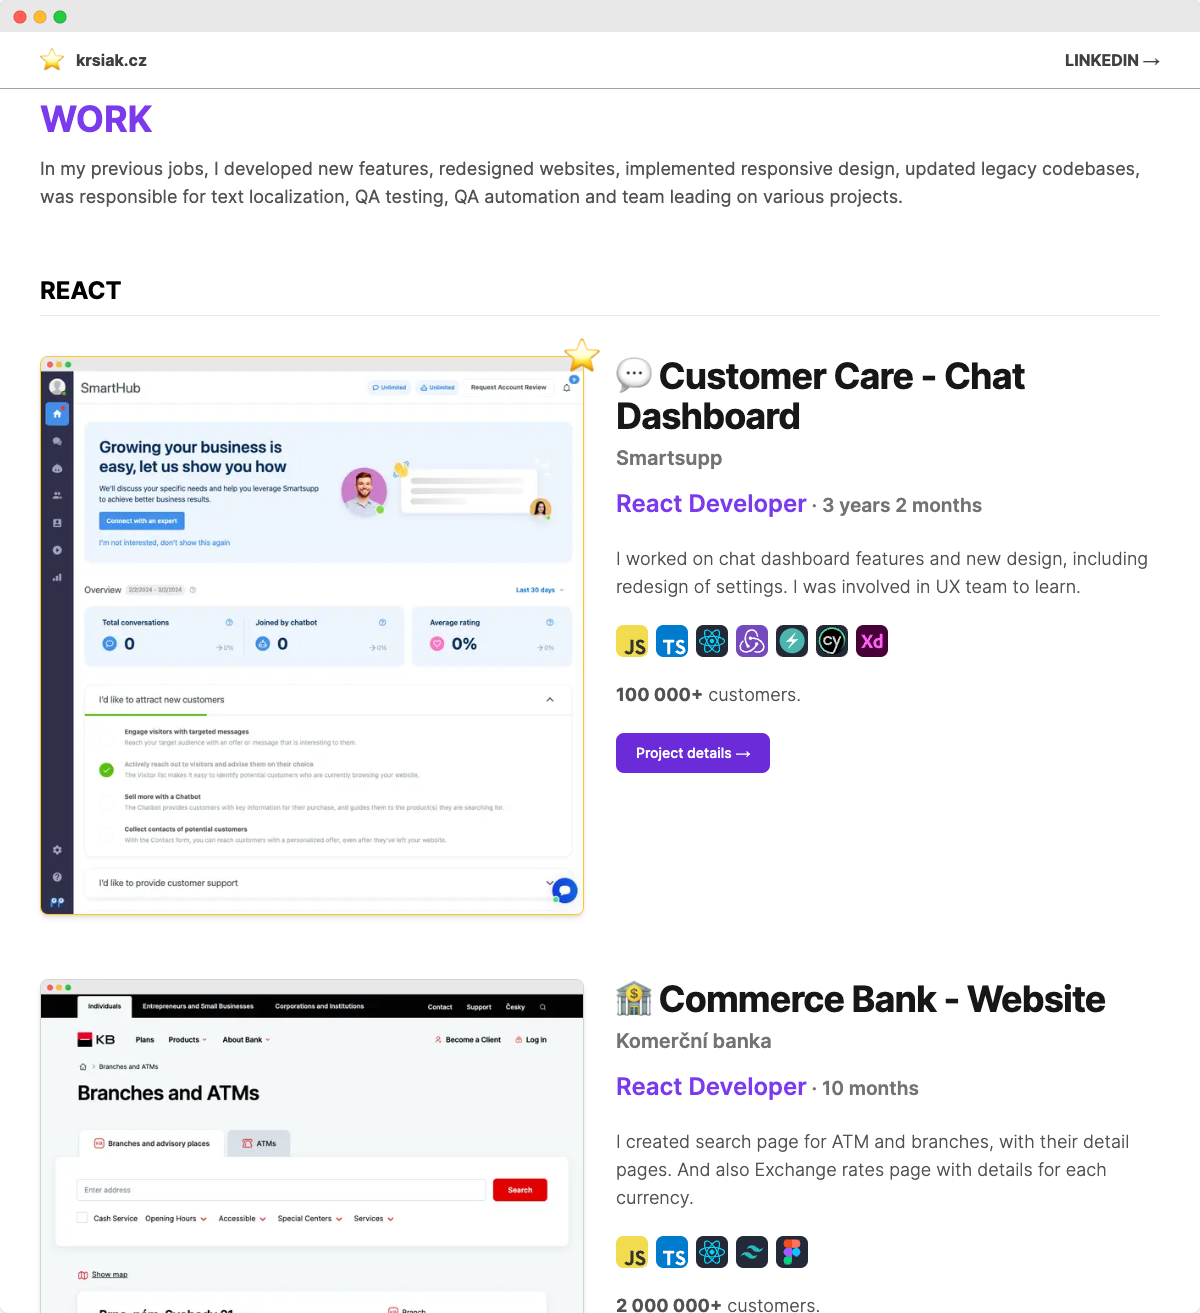 krsiak.cz
LINKEDIN →
WORK
In my previous jobs, I developed new features, redesigned websites, implemented responsive design, updated legacy codebases,
was responsible for text localization, QA testing, QA automation and team leading on various projects.
REACT
SmartHub
Unlimited
Unlimited
Request Account Review
Growing your business is
easy, let us show you how
We'll discuss your specific needs and help you leverage Smartsupp
to achieve better business results.
Connect with an expert
I'm not interested, don't show this again
Overview
2/2/2024 - 3/2/2024
Last 30 days
Total conversations
0
0%
Joined by chatbot
0
0%
Average rating
0%
0%
I'd like to attract new customers
Engage visitors with targeted messages
Reach your target audience with an offer or message that is interesting to them.
Actively reach out to visitors and advise them on their choice
The Visitor list makes it easy to identify potential customers who are currently browsing your website.
Sell more with a Chatbot
The Chatbot provides customers with key information for their purchase, and guides them to the product(s) they are searching for.
Collect contacts of potential customers
With the Contact form, you can reach customers with a personalized offer, even after they've left your website.
I'd like to provide customer support
Customer Care - Chat
Dashboard
Smartsupp
React Developer · 3 years 2 months
I worked on chat dashboard features and new design, including
redesign of settings. I was involved in UX team to learn.
JS TS cy Xd
100 000+ customers.
Project details →
Individuals
Entrepreneurs and Small Businesses
Corporations and Institutions
Contact
Support
Česky
KB
Plans
Products
About Bank
Become a Client
Log in
Branches and ATMs
Branches and ATMs
Branches and advisory places
ATMs
Enter address
Search
Cash Service
Opening Hours
Accessible
Special Centers
Services
Show map
Branch
Commerce Bank - Website
Komerční banka
React Developer · 10 months
I created search page for ATM and branches, with their detail
pages. And also Exchange rates page with details for each
currency.
JS TS
2 000 000+ customers.